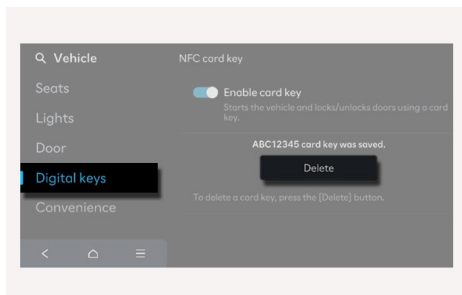 Vehicle
Seats
Lights
Door
Digital keys
Convenience
NFC card key
Enable card key
Starts the vehicle and locks/unlocks doors using a card
key.
ABC12345 card key was saved.
Delete
To delete a card key, press the [Delete] button.